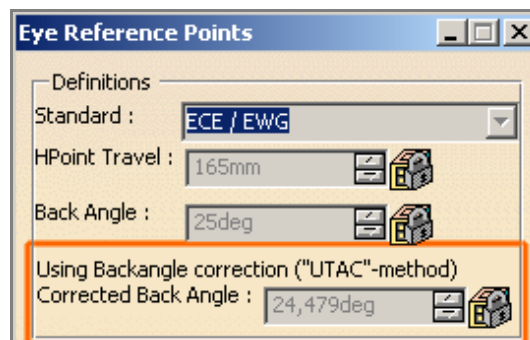 Eye Reference Points
Definitions
Standard : ECE / EWG
HPoint Travel : 165mm
Back Angle : 25deg
Using Backangle correction ("UTAC"-method)
Corrected Back Angle : 24,479deg